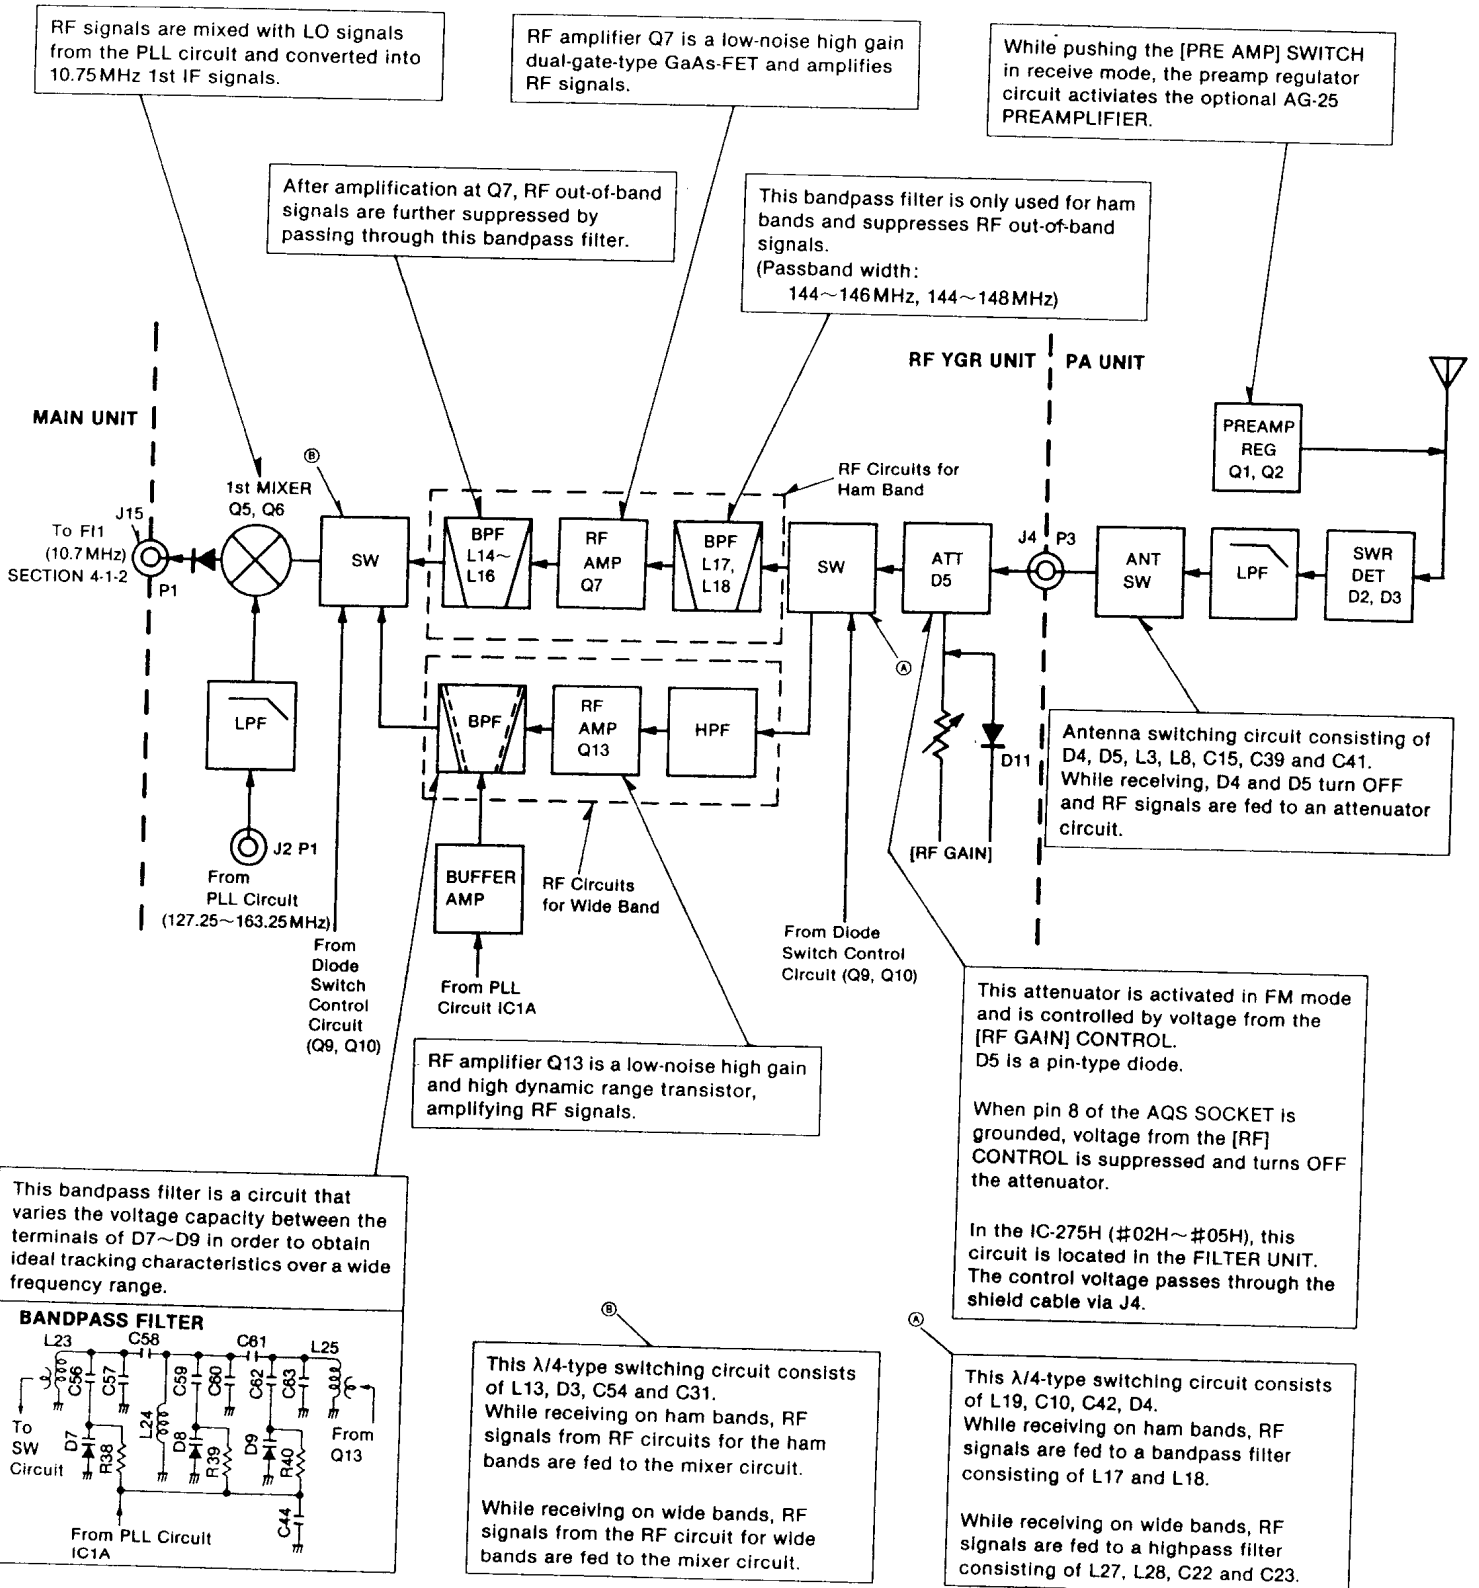 RF signals are mixed with LO signals
from the PLL circuit and converted into
10.75MHz 1st IF signals.
RF amplifier Q7 is a low-noise high gain
dual-gate-type GaAs-FET and amplifies
RF signals.
While pushing the [PRE AMP] SWITCH
in receive mode, the preamp regulator
circuit activiates the optional AG-25
PREAMPLIFIER.
After amplification at Q7, RF out-of-band
signals are further suppressed by
passing through this bandpass filter.
This bandpass filter is only used for ham
bands and suppresses RF out-of-band
signals.
(Passband width:
144~146MHz, 144~148MHz)
MAIN UNIT
RF YGR UNIT
PA UNIT
PREAMP
REG
Q1, Q2
Ⓑ
1st MIXER
Q5, Q6
RF Circuits for
Ham Band
J15
To FI1
(10.7MHz)
SECTION 4-1-2
P1
SW
BPF
L14~
L16
RF
AMP
Q7
BPF
L17,
L18
SW
ATT
D5
J4
P3
ANT
SW
LPF
SWR
DET
D2, D3
Ⓐ
LPF
BPF
RF
AMP
Q13
HPF
D11
[RF GAIN]
Antenna switching circuit consisting of
D4, D5, L3, L8, C15, C39 and C41.
While receiving, D4 and D5 turn OFF
and RF signals are fed to an attenuator
circuit.
J2 P1
From
PLL Circuit
(127.25~163.25MHz)
BUFFER
AMP
RF Circuits
for Wide Band
From
Diode
Switch
Control
Circuit
(Q9, Q10)
From PLL
Circuit IC1A
From Diode
Switch Control
Circuit (Q9, Q10)
RF amplifier Q13 is a low-noise high gain
and high dynamic range transistor,
amplifying RF signals.
This attenuator is activated in FM mode
and is controlled by voltage from the
[RF GAIN] CONTROL.
D5 is a pin-type diode.
When pin 8 of the AQS SOCKET is
grounded, voltage from the [RF]
CONTROL is suppressed and turns OFF
the attenuator.
In the IC-275H (#02H~#05H), this
circuit is located in the FILTER UNIT.
The control voltage passes through the
shield cable via J4.
This bandpass filter is a circuit that
varies the voltage capacity between the
terminals of D7~D9 in order to obtain
ideal tracking characteristics over a wide
frequency range.
BANDPASS FILTER
L23
C58
C61
L25
C56
C57
C59
C60
C62
C63
L24
To
SW
Circuit
D7
R38
D8
R39
D9
R40
From
Q13
C44
From PLL Circuit
IC1A
Ⓑ
This λ/4-type switching circuit consists
of L13, D3, C54 and C31.
While receiving on ham bands, RF
signals from RF circuits for the ham
bands are fed to the mixer circuit.
While receiving on wide bands, RF
signals from the RF circuit for wide
bands are fed to the mixer circuit.
Ⓐ
This λ/4-type switching circuit consists
of L19, C10, C42, D4.
While receiving on ham bands, RF
signals are fed to a bandpass filter
consisting of L17 and L18.
While receiving on wide bands, RF
signals are fed to a highpass filter
consisting of L27, L28, C22 and C23.